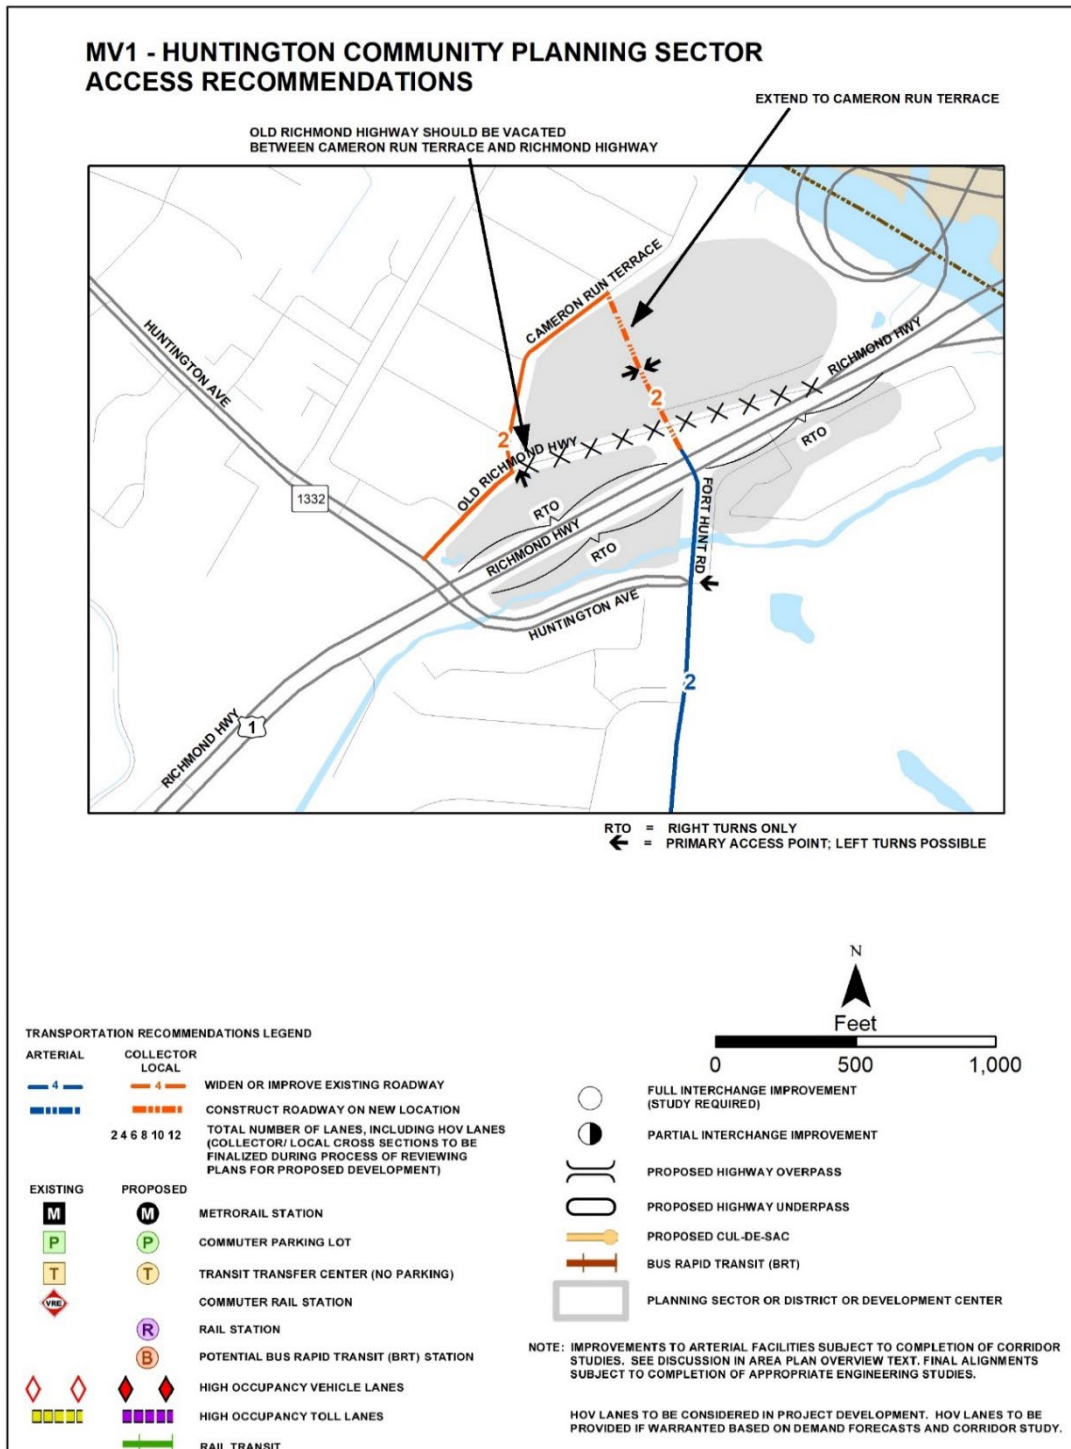 MV1 - HUNTINGTON COMMUNITY PLANNING SECTOR
ACCESS RECOMMENDATIONS
EXTEND TO CAMERON RUN TERRACE
OLD RICHMOND HIGHWAY SHOULD BE VACATED
BETWEEN CAMERON RUN TERRACE AND RICHMOND HIGHWAY
CAMERON RUN TERRACE
HUNTINGTON AVE
RICHMOND HWY
2
2
RTO
OLD RICHMOND HWY
1332
FORT HUNT RD
RTO
RICHMOND HWY
RTO
HUNTINGTON AVE
2
RICHMOND HWY
1
RTO = RIGHT TURNS ONLY
= PRIMARY ACCESS POINT; LEFT TURNS POSSIBLE
N
Feet
0 500 1,000
TRANSPORTATION RECOMMENDATIONS LEGEND
ARTERIAL COLLECTOR
LOCAL
4 4 WIDEN OR IMPROVE EXISTING ROADWAY
CONSTRUCT ROADWAY ON NEW LOCATION
2 4 6 8 10 12 TOTAL NUMBER OF LANES, INCLUDING HOV LANES
(COLLECTOR/ LOCAL CROSS SECTIONS TO BE
FINALIZED DURING PROCESS OF REVIEWING
PLANS FOR PROPOSED DEVELOPMENT)
EXISTING PROPOSED
M M METRORAIL STATION
P P COMMUTER PARKING LOT
T T TRANSIT TRANSFER CENTER (NO PARKING)
VRE COMMUTER RAIL STATION
R RAIL STATION
B POTENTIAL BUS RAPID TRANSIT (BRT) STATION
HIGH OCCUPANCY VEHICLE LANES
HIGH OCCUPANCY TOLL LANES
RAIL TRANSIT
FULL INTERCHANGE IMPROVEMENT
(STUDY REQUIRED)
PARTIAL INTERCHANGE IMPROVEMENT
PROPOSED HIGHWAY OVERPASS
PROPOSED HIGHWAY UNDERPASS
PROPOSED CUL-DE-SAC
BUS RAPID TRANSIT (BRT)
PLANNING SECTOR OR DISTRICT OR DEVELOPMENT CENTER
NOTE: IMPROVEMENTS TO ARTERIAL FACILITIES SUBJECT TO COMPLETION OF CORRIDOR
STUDIES. SEE DISCUSSION IN AREA PLAN OVERVIEW TEXT. FINAL ALIGNMENTS
SUBJECT TO COMPLETION OF APPROPRIATE ENGINEERING STUDIES.
HOV LANES TO BE CONSIDERED IN PROJECT DEVELOPMENT. HOV LANES TO BE
PROVIDED IF WARRANTED BASED ON DEMAND FORECASTS AND CORRIDOR STUDY.